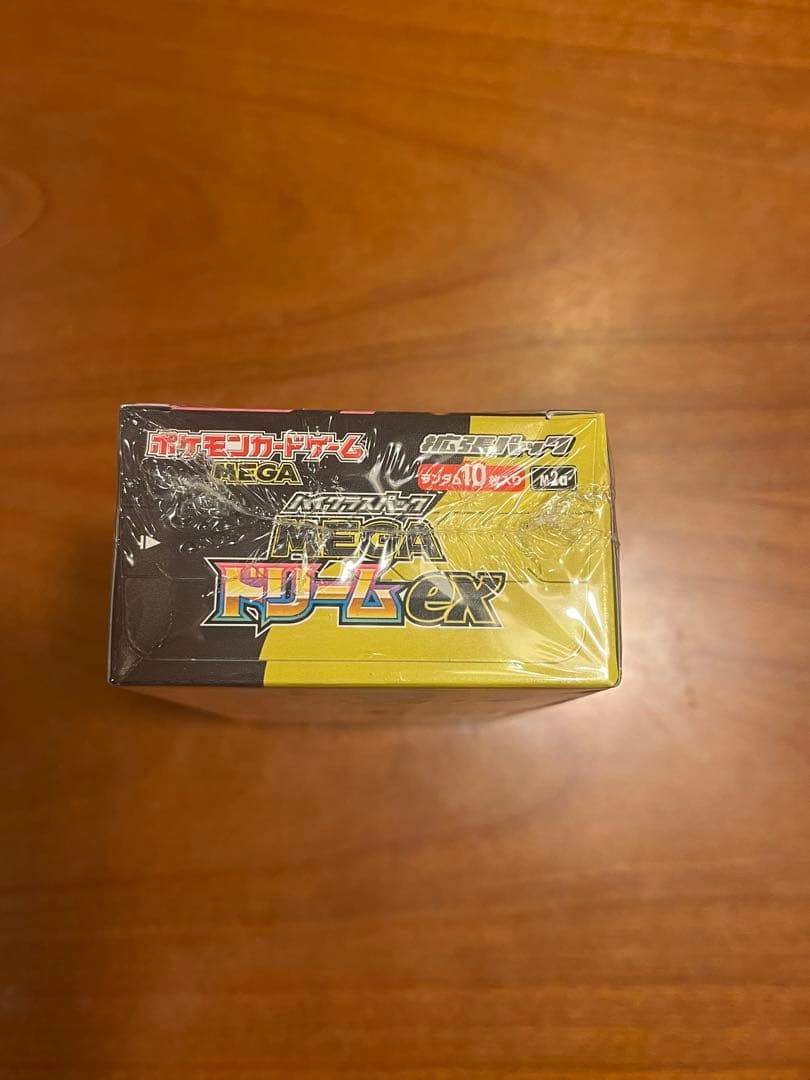 ポケモンカードゲーム
MEGA
拡張パック
ランダム10枚入り M2a
ハイクラスパック
MEGA
ドリームex